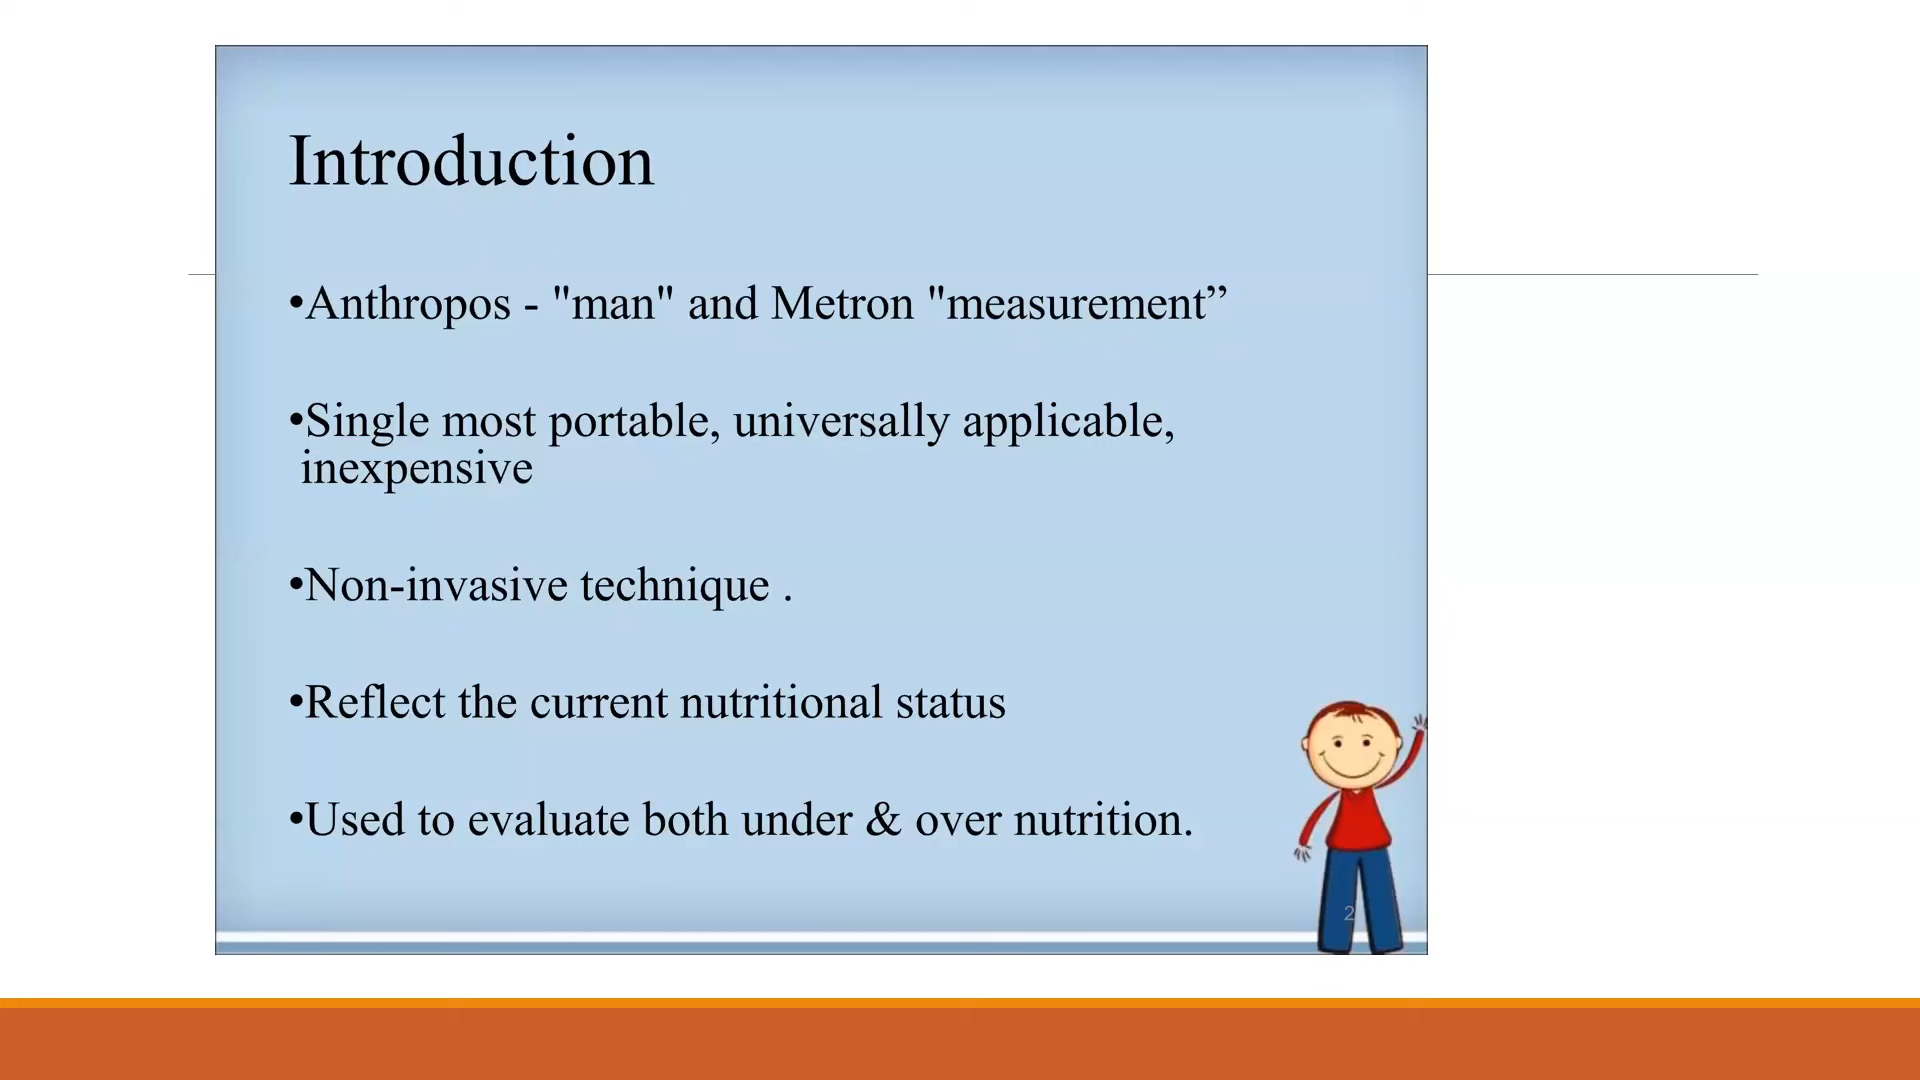 Introduction
•Anthropos - "man" and Metron "measurement”
•Single most portable, universally applicable,
inexpensive
•Non-invasive technique .
•Reflect the current nutritional status
•Used to evaluate both under & over nutrition.
2